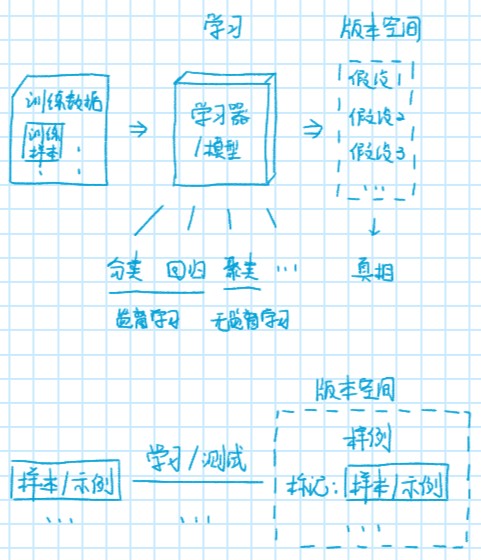 学习
版本空间
训练数据
训练
样本
学习器
/模型
假设1
假设2
假设3
...
分类 回归 聚类 ...
真相
监督学习 无监督学习
版本空间
样例
学习/测试
样本/示例
标记: 样本/示例
...
...
...